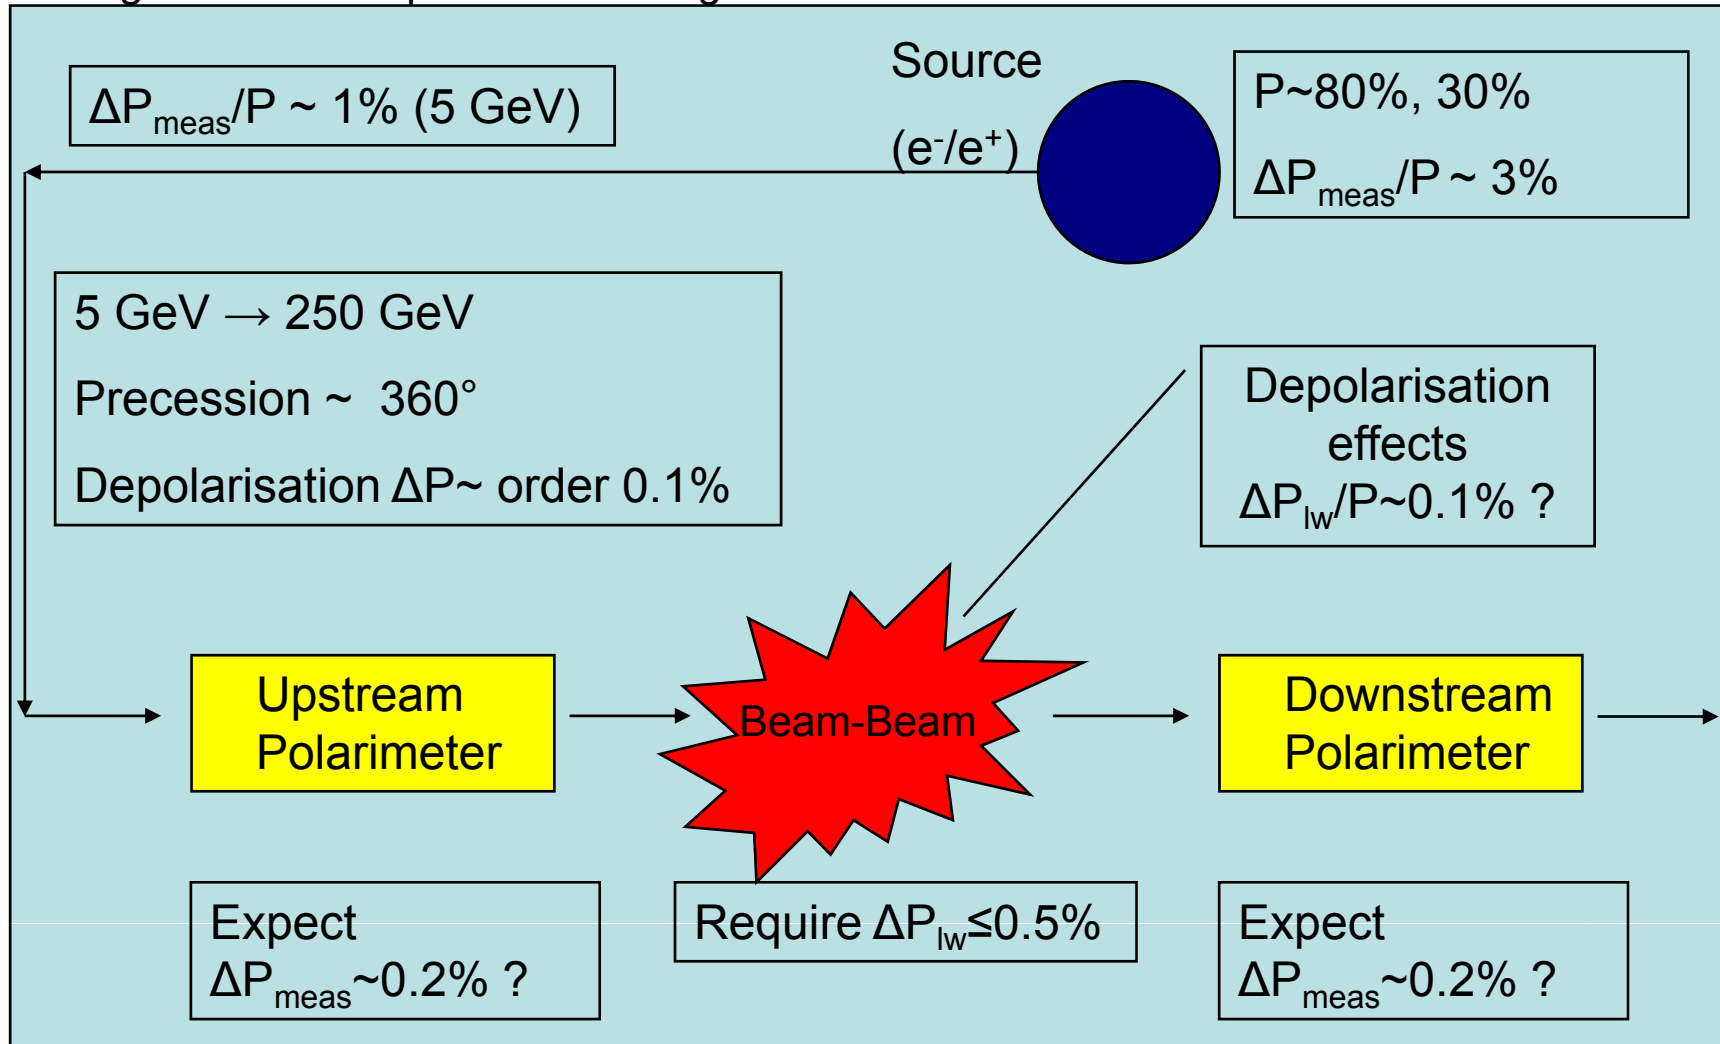 Source
(e⁻/e⁺)
P~80%, 30%
ΔPmeas/P ~ 3%
ΔPmeas/P ~ 1% (5 GeV)
5 GeV → 250 GeV
Precession ~ 360°
Depolarisation ΔP~ order 0.1%
Depolarisation
effects
ΔPlw/P~0.1% ?
Upstream
Polarimeter
Beam-Beam
Downstream
Polarimeter
Expect
ΔPmeas~0.2% ?
Require ΔPlw≤0.5%
Expect
ΔPmeas~0.2% ?